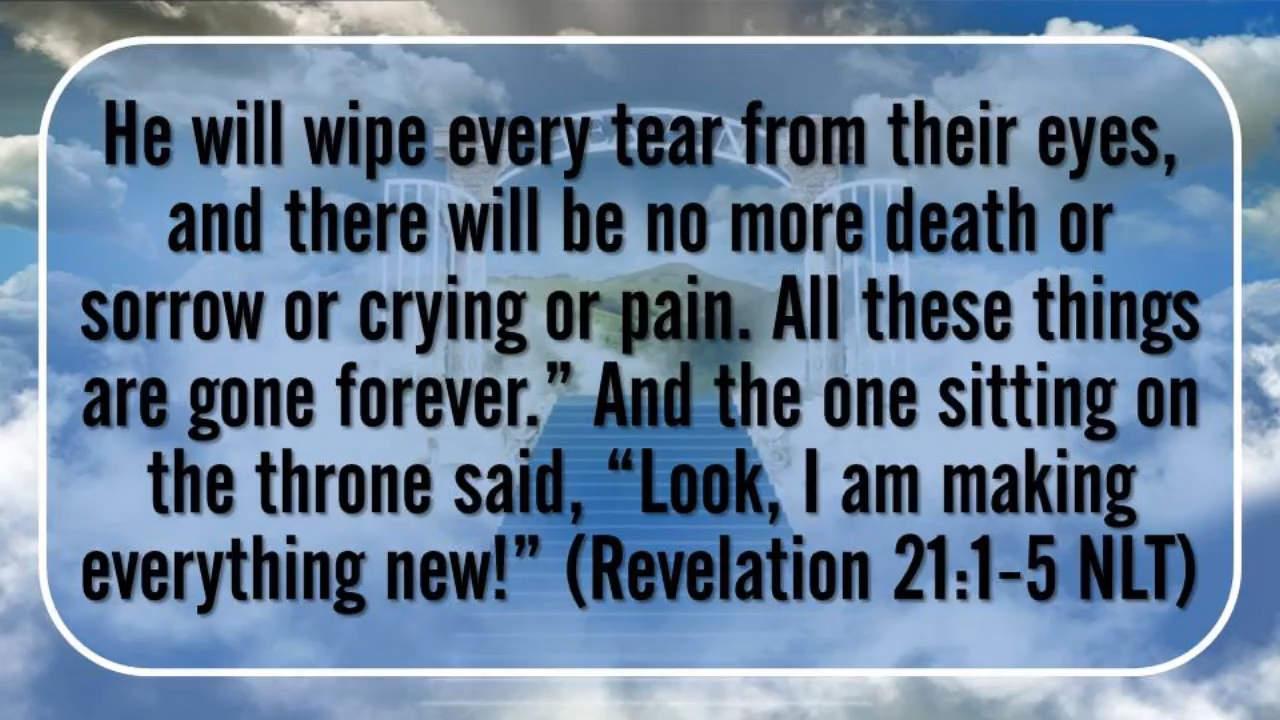 He will wipe every tear from their eyes,
and there will be no more death or
sorrow or crying or pain. All these things
are gone forever.” And the one sitting on
the throne said, “Look, I am making
everything new!” (Revelation 21:1-5 NLT)